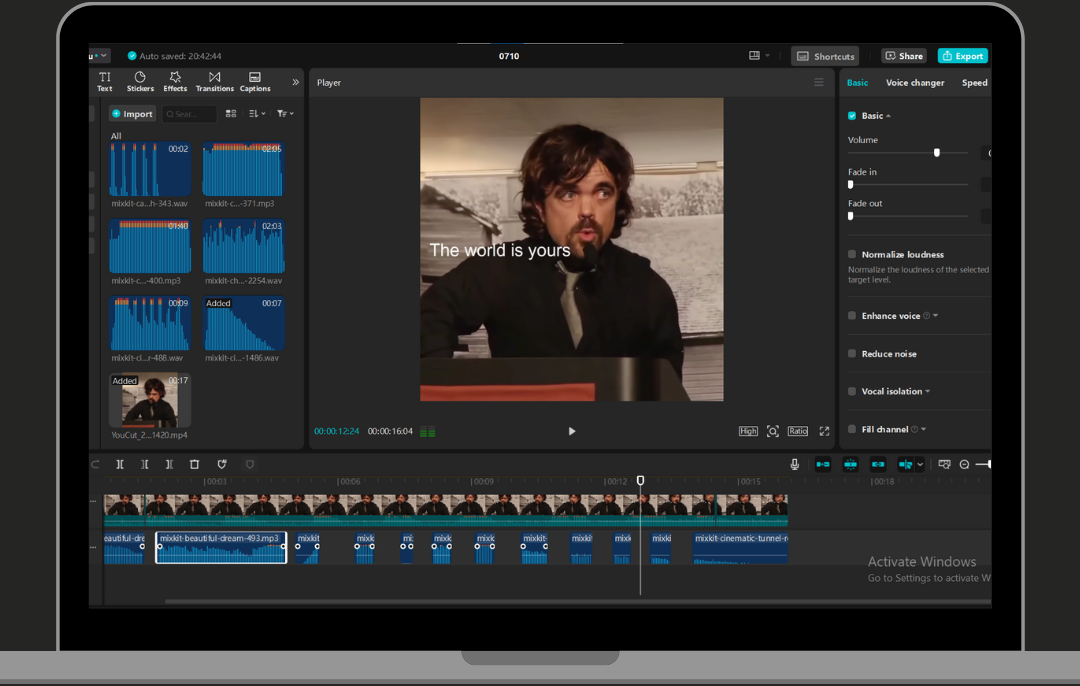 Auto saved: 20:42:44
0710
Shortcuts
Share
Export
Text
Stickers
Effects
Transitions
Captions
Player
Basic
Voice changer
Speed
Import
All
00:02
02:05
mixkit-ca...h-343.wav
mixkit-c...-371.mp3
01:40
02:03
mixkit-c...-400.mp3
mixkit-ch...-2254.wav
00:09
Added
00:07
mixkit-cl...r-488.wav
mixkit-cl...-1486.wav
Added
00:17
YouCut_2...1420.mp4
The world is yours
00:00:12:24
00:00:16:04
High
Ratio
Basic
Volume
Fade in
Fade out
Normalize loudness
Normalize the loudness of the selected
target level.
Enhance voice
Reduce noise
Vocal isolation
Fill channel
00:03
00:06
00:09
00:12
00:15
00:18
eautiful-dre
mixkit-beautiful-dream-493.mp3
mixkit
mixk
mi
mixk
mixk
mixkit-
mixki
mixk
mixki
mixkit-cinematic-tunnel-r
Activate Windows
Go to Settings to activate W